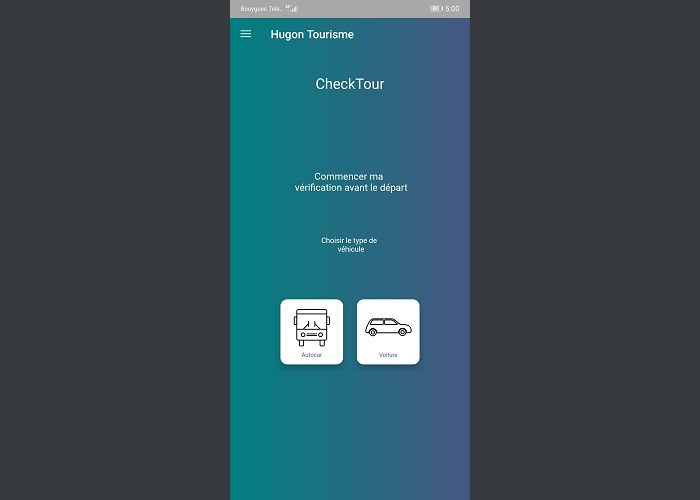 Bouygues Tele... 4G 5:00
Hugon Tourisme
CheckTour
Commencer ma
vérification avant le départ
Choisir le type de
véhicule
Autocar Voiture